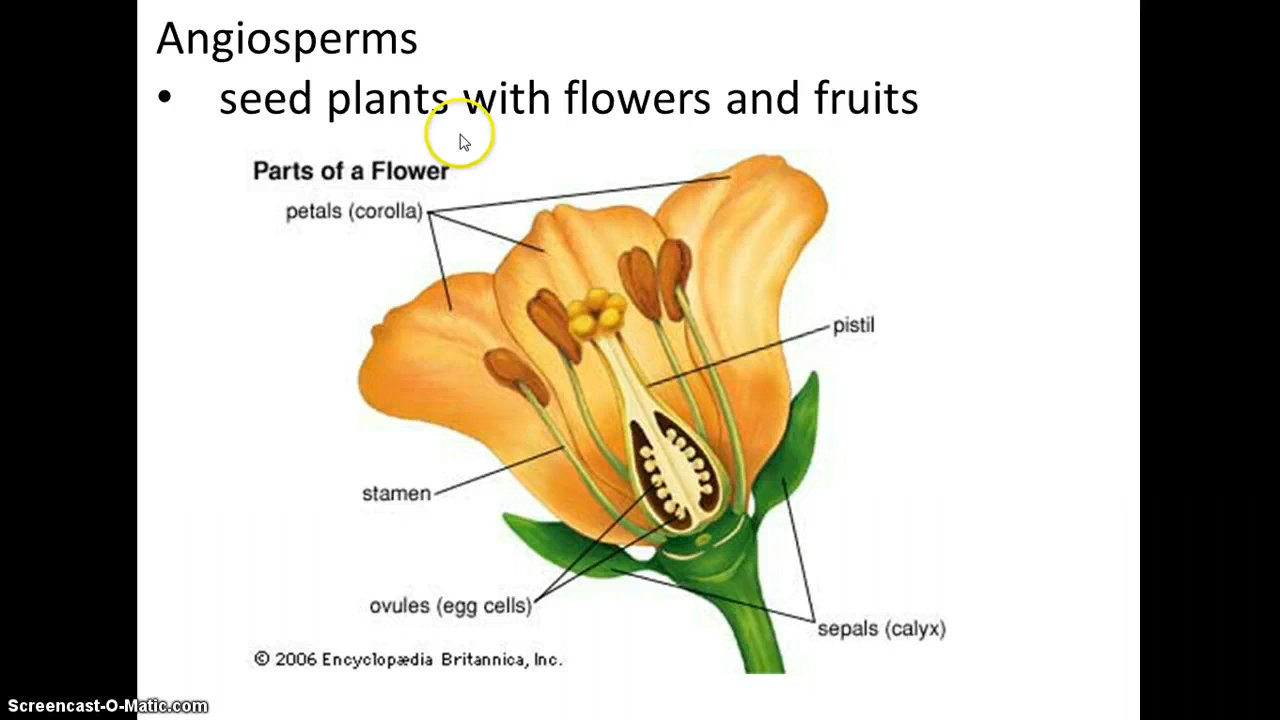 Angiosperms
• seed plants with flowers and fruits
Parts of a Flower
petals (corolla)
pistil
stamen
ovules (egg cells)
sepals (calyx)
© 2006 Encyclopædia Britannica, Inc.
Screencast-O-Matic.com